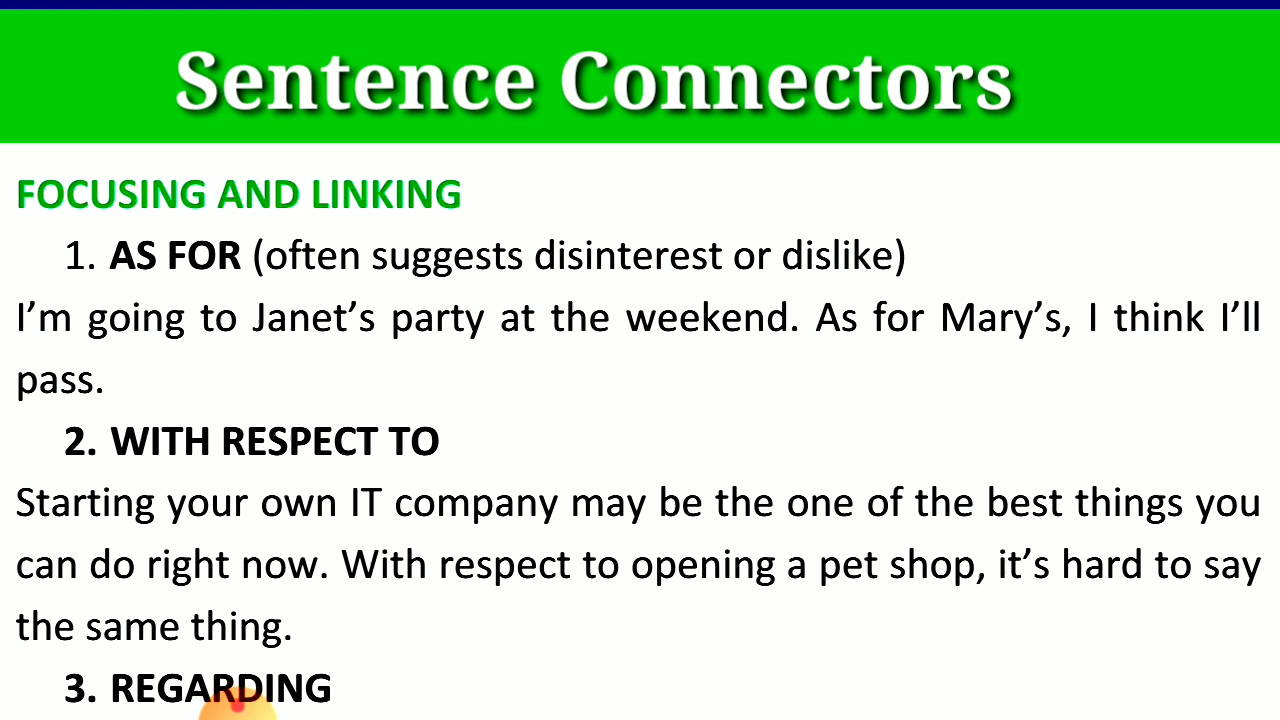 Sentence Connectors
FOCUSING AND LINKING
1. AS FOR (often suggests disinterest or dislike)
I’m going to Janet’s party at the weekend. As for Mary’s, I think I’ll
pass.
2. WITH RESPECT TO
Starting your own IT company may be the one of the best things you
can do right now. With respect to opening a pet shop, it’s hard to say
the same thing.
3. REGARDING